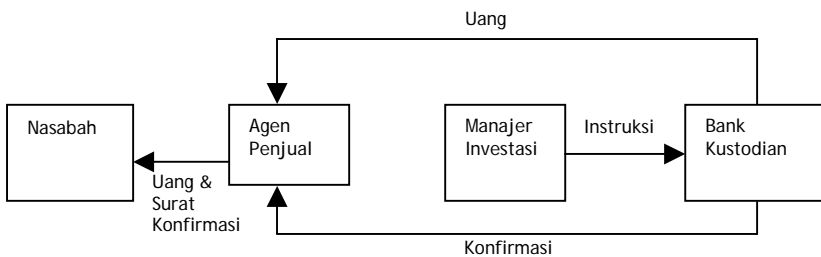 Uang
Nasabah
Agen
Penjual
Manajer
Investasi
Instruksi
Bank
Kustodian
Uang &
Surat
Konfirmasi
Konfirmasi